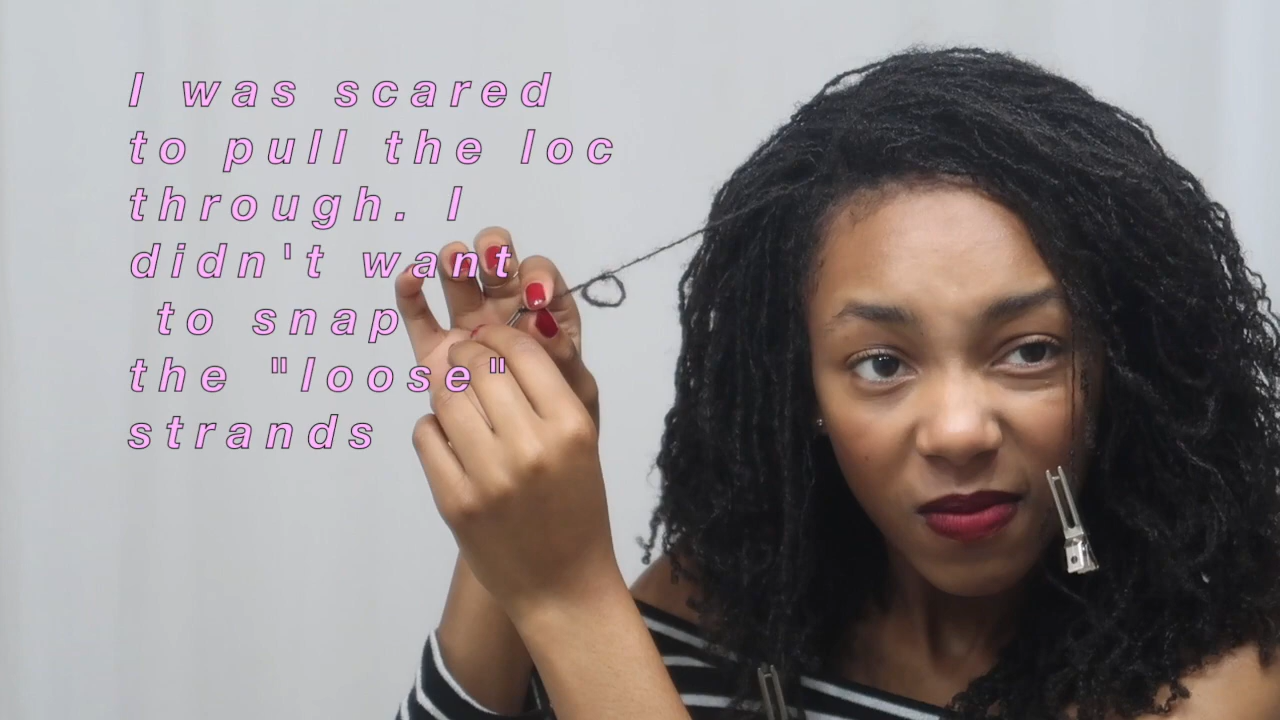 I was scared
to pull the loc
through. I
didn't want
to snap
the "loose"
strands